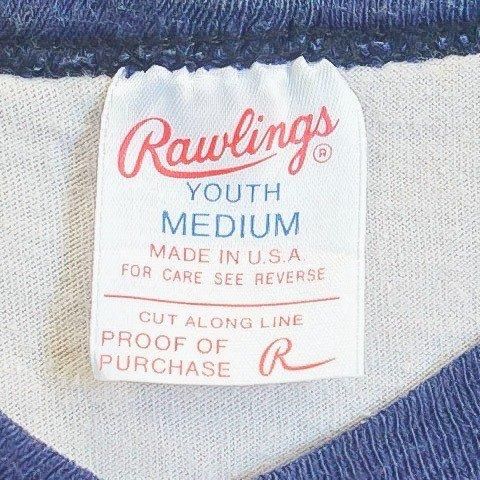 Rawlings ®
YOUTH
MEDIUM
MADE IN U.S.A
FOR CARE SEE REVERSE
CUT ALONG LINE
PROOF OF
PURCHASE R